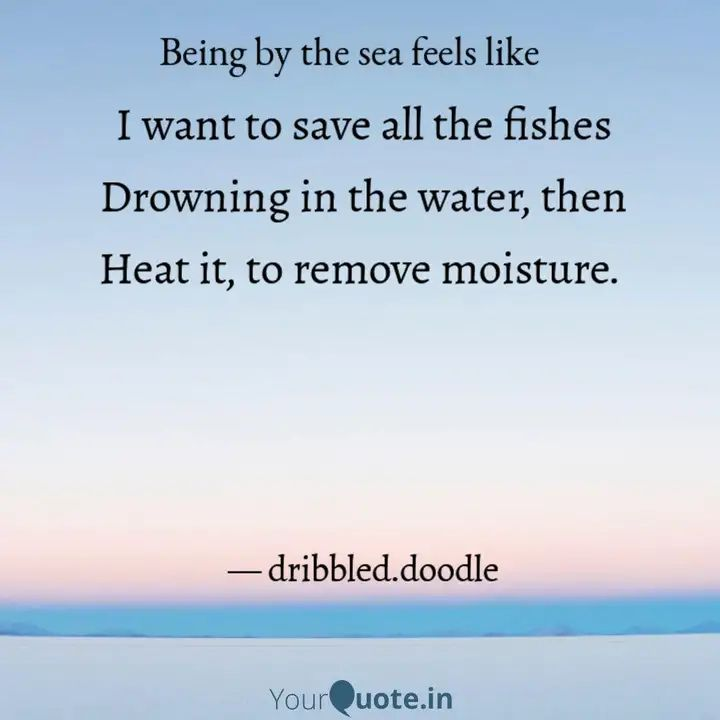 Being by the sea feels like
I want to save all the fishes
Drowning in the water, then
Heat it, to remove moisture.
— dribbled.doodle
YourQuote.in